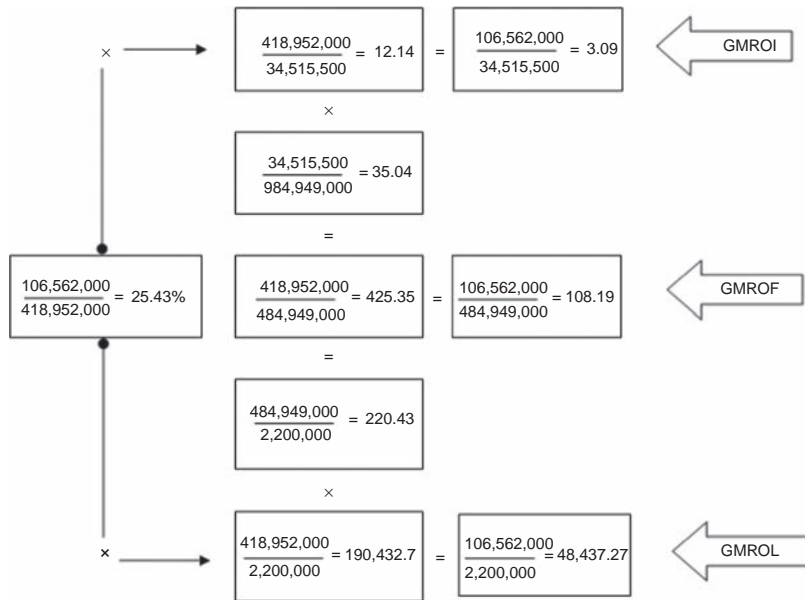 × 418,952,000 / 34,515,500 = 12.14 = 106,562,000 / 34,515,500 = 3.09 GMROI
×
34,515,500 / 984,949,000 = 35.04
=
106,562,000 / 418,952,000 = 25.43% 418,952,000 / 484,949,000 = 425.35 = 106,562,000 / 484,949,000 = 108.19 GMROF
=
484,949,000 / 2,200,000 = 220.43
×
× 418,952,000 / 2,200,000 = 190,432.7 = 106,562,000 / 2,200,000 = 48,437.27 GMROL